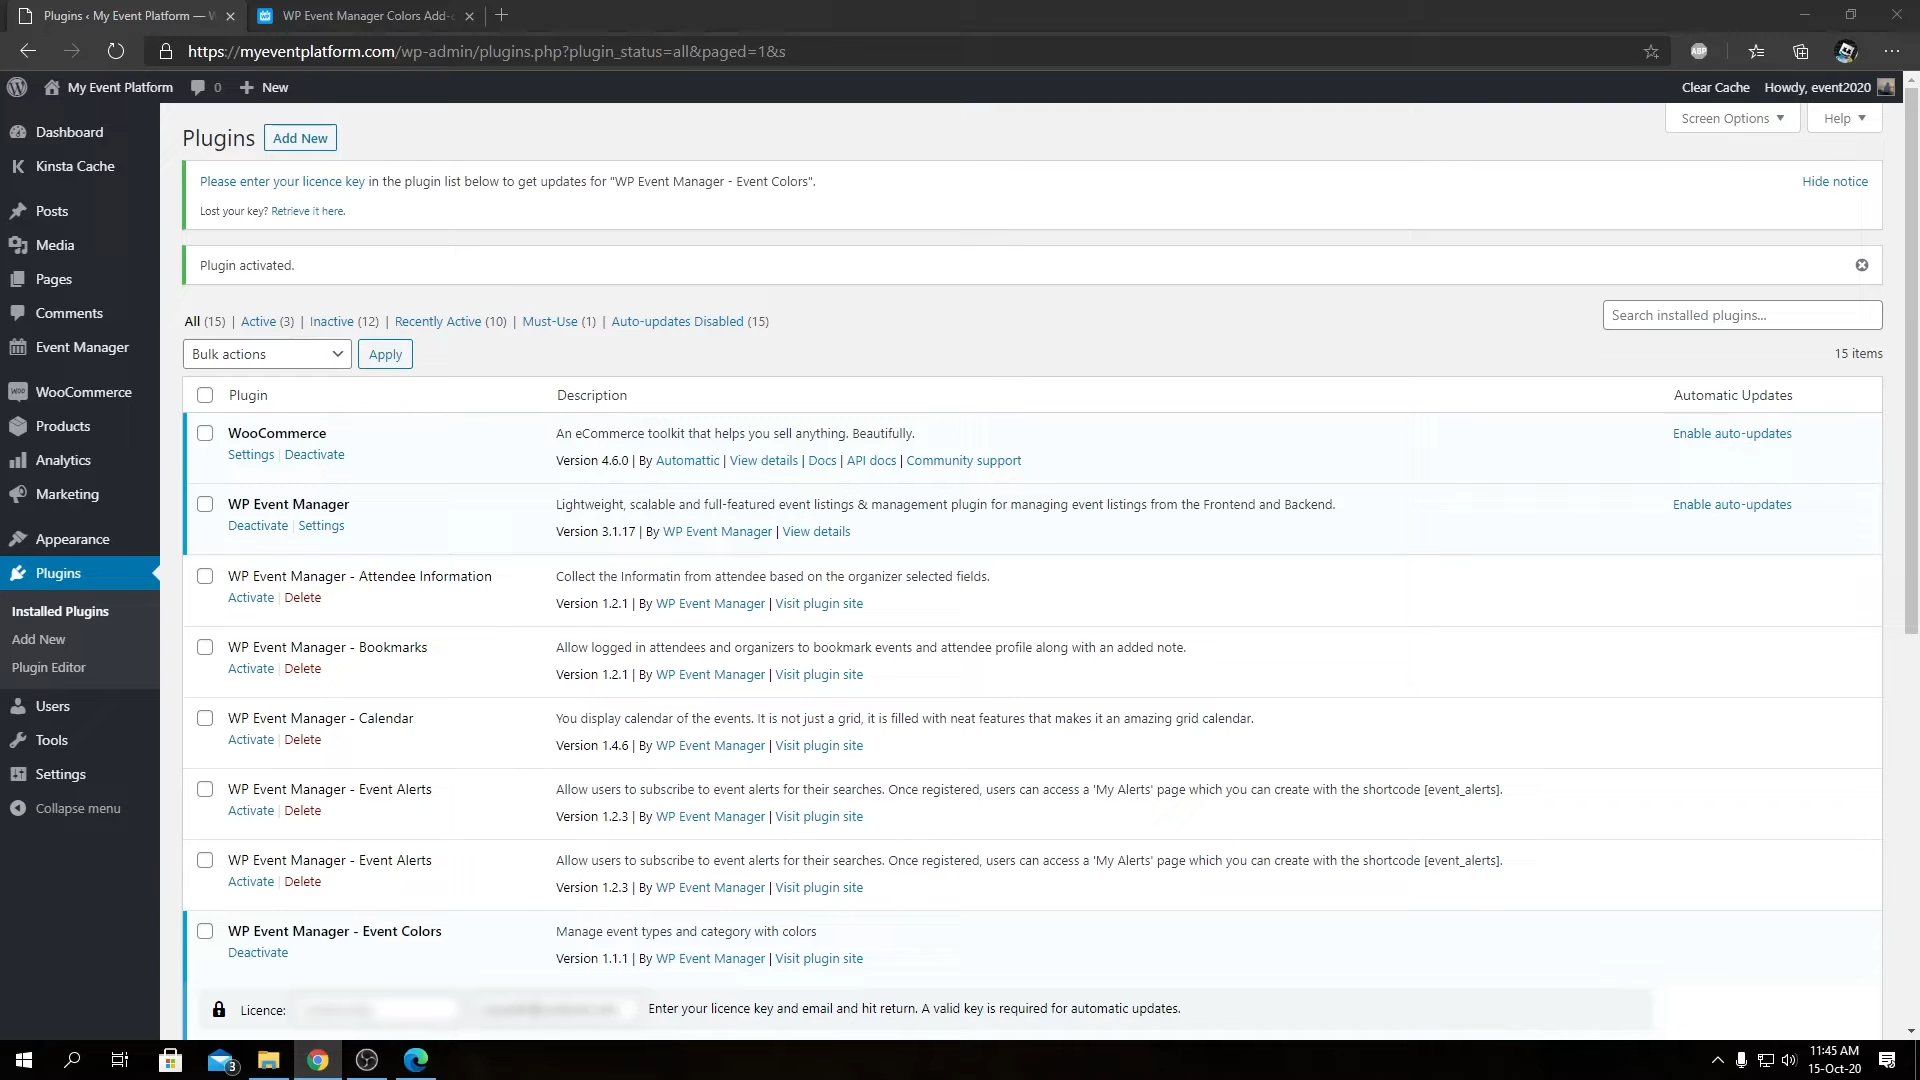 Plugins ‹ My Event Platform — W
WP Event Manager Colors Add-
https://myeventplatform.com/wp-admin/plugins.php?plugin_status=all&paged=1&s
ABP
My Event Platform
0
New
Clear Cache
Howdy, event2020
Dashboard
Kinsta Cache
Posts
Media
Pages
Comments
Event Manager
WooCommerce
Products
Analytics
Marketing
Appearance
Plugins
Installed Plugins
Add New
Plugin Editor
Users
Tools
Settings
Collapse menu
Screen Options
Help
Plugins
Add New
Please enter your licence key in the plugin list below to get updates for "WP Event Manager - Event Colors".
Hide notice
Lost your key? Retrieve it here.
Plugin activated.
All (15) | Active (3) | Inactive (12) | Recently Active (10) | Must-Use (1) | Auto-updates Disabled (15)
Search installed plugins...
Bulk actions
Apply
15 items
Plugin
Description
Automatic Updates
WooCommerce
Settings | Deactivate
An eCommerce toolkit that helps you sell anything. Beautifully.
Version 4.6.0 | By Automattic | View details | Docs | API docs | Community support
Enable auto-updates
WP Event Manager
Deactivate | Settings
Lightweight, scalable and full-featured event listings & management plugin for managing event listings from the Frontend and Backend.
Version 3.1.17 | By WP Event Manager | View details
Enable auto-updates
WP Event Manager - Attendee Information
Activate | Delete
Collect the Informatin from attendee based on the organizer selected fields.
Version 1.2.1 | By WP Event Manager | Visit plugin site
WP Event Manager - Bookmarks
Activate | Delete
Allow logged in attendees and organizers to bookmark events and attendee profile along with an added note.
Version 1.2.1 | By WP Event Manager | Visit plugin site
WP Event Manager - Calendar
Activate | Delete
You display calendar of the events. It is not just a grid, it is filled with neat features that makes it an amazing grid calendar.
Version 1.4.6 | By WP Event Manager | Visit plugin site
WP Event Manager - Event Alerts
Activate | Delete
Allow users to subscribe to event alerts for their searches. Once registered, users can access a 'My Alerts' page which you can create with the shortcode [event_alerts].
Version 1.2.3 | By WP Event Manager | Visit plugin site
WP Event Manager - Event Alerts
Activate | Delete
Allow users to subscribe to event alerts for their searches. Once registered, users can access a 'My Alerts' page which you can create with the shortcode [event_alerts].
Version 1.2.3 | By WP Event Manager | Visit plugin site
WP Event Manager - Event Colors
Deactivate
Manage event types and category with colors
Version 1.1.1 | By WP Event Manager | Visit plugin site
Licence:
Enter your licence key and email and hit return. A valid key is required for automatic updates.
3
11:45 AM
15-Oct-20